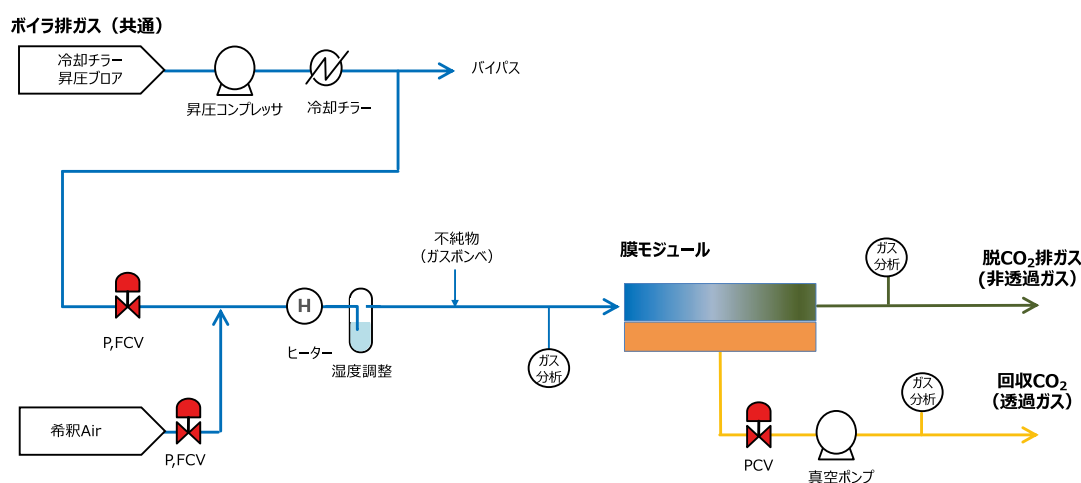 ボイラ排ガス（共通）
冷却チラー
昇圧ブロア
昇圧コンプレッサ
冷却チラー
バイパス
不純物
（ガスボンベ）
膜モジュール
ガス
分析
脱CO₂排ガス
(非透過ガス)
P,FCV
H
ヒーター
湿度調整
ガス
分析
希釈Air
P,FCV
PCV
真空ポンプ
ガス
分析
回収CO₂
（透過ガス）